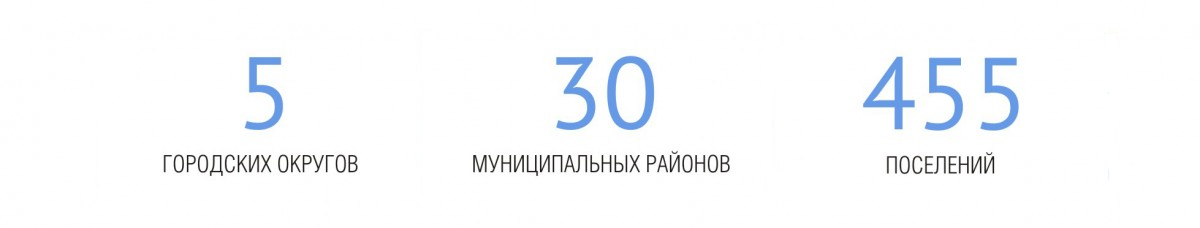 5 30 455
ГОРОДСКИХ ОКРУГОВ МУНИЦИПАЛЬНЫХ РАЙОНОВ ПОСЕЛЕНИЙ